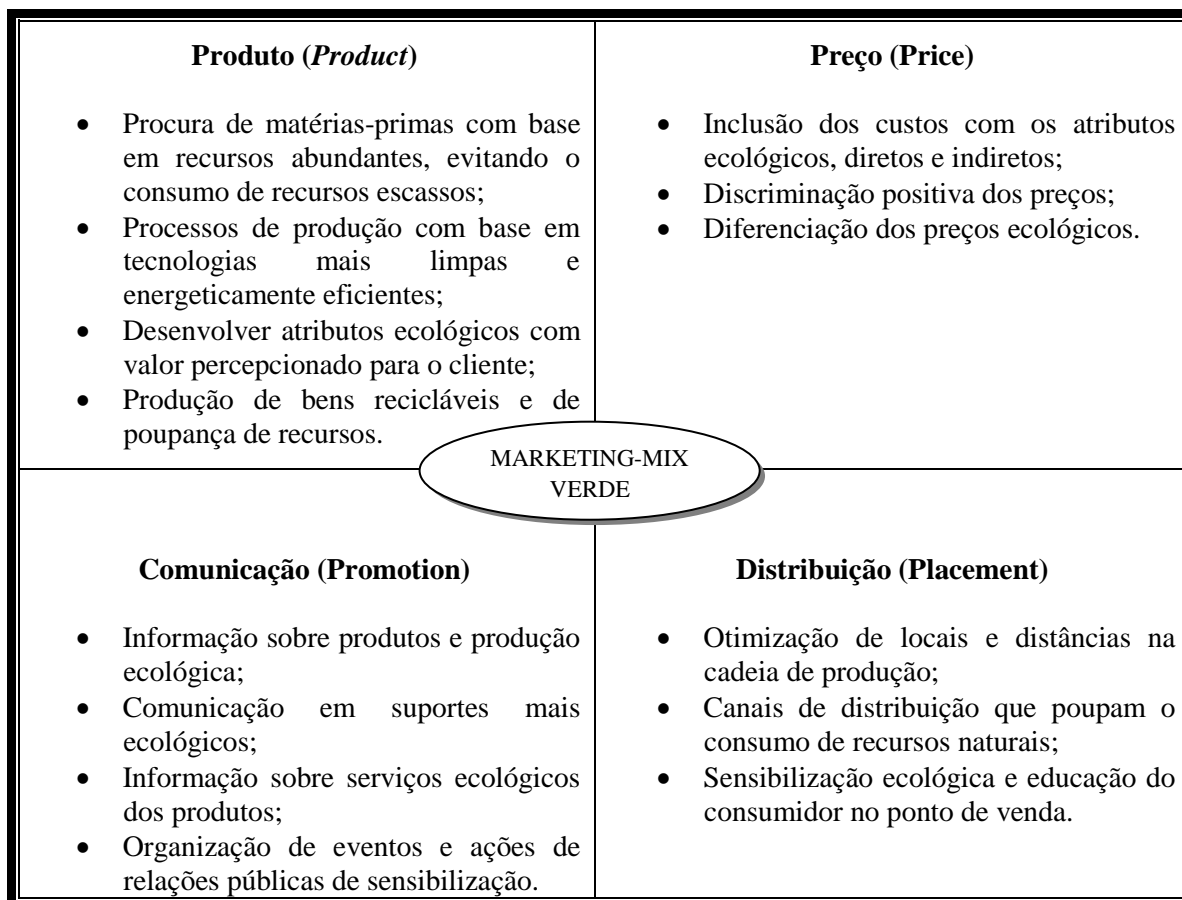 Produto (Product)
• Procura de matérias-primas com base
em recursos abundantes, evitando o
consumo de recursos escassos;
• Processos de produção com base em
tecnologias mais limpas e
energeticamente eficientes;
• Desenvolver atributos ecológicos com
valor percepcionado para o cliente;
• Produção de bens recicláveis e de
poupança de recursos.
Preço (Price)
• Inclusão dos custos com os atributos
ecológicos, diretos e indiretos;
• Discriminação positiva dos preços;
• Diferenciação dos preços ecológicos.
MARKETING-MIX
VERDE
Comunicação (Promotion)
• Informação sobre produtos e produção
ecológica;
• Comunicação em suportes mais
ecológicos;
• Informação sobre serviços ecológicos
dos produtos;
• Organização de eventos e ações de
relações públicas de sensibilização.
Distribuição (Placement)
• Otimização de locais e distâncias na
cadeia de produção;
• Canais de distribuição que poupam o
consumo de recursos naturais;
• Sensibilização ecológica e educação do
consumidor no ponto de venda.